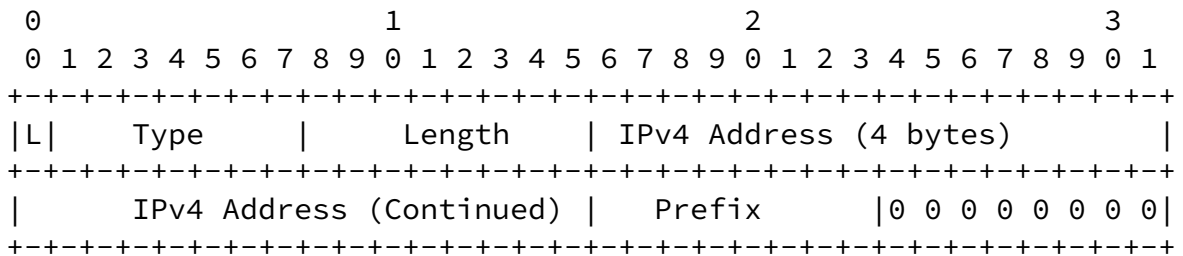 0                   1                   2                   3
 0 1 2 3 4 5 6 7 8 9 0 1 2 3 4 5 6 7 8 9 0 1 2 3 4 5 6 7 8 9 0 1
+-+-+-+-+-+-+-+-+-+-+-+-+-+-+-+-+-+-+-+-+-+-+-+-+-+-+-+-+-+-+-+-+
|L|    Type     |     Length    | IPv4 Address (4 bytes)        |
+-+-+-+-+-+-+-+-+-+-+-+-+-+-+-+-+-+-+-+-+-+-+-+-+-+-+-+-+-+-+-+-+
|      IPv4 Address (Continued) |   Prefix      |0 0 0 0 0 0 0 0|
+-+-+-+-+-+-+-+-+-+-+-+-+-+-+-+-+-+-+-+-+-+-+-+-+-+-+-+-+-+-+-+-+